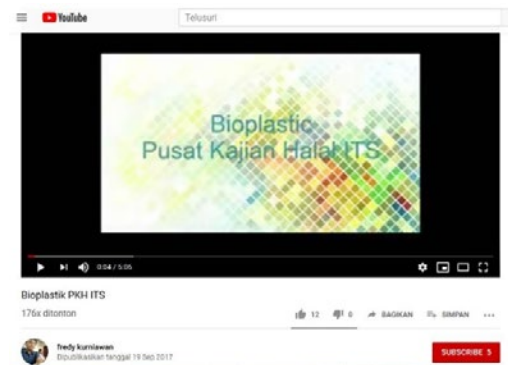 YouTube
Telusuri
Bioplastic
Pusat Kajian Halal ITS
0:04 / 5:05
Bioplastik PKH ITS
176x ditonton
12 0 BAGIKAN SIMPAN ...
fredy kurniawan
Dipublikasikan tanggal 19 Sep 2017
SUBSCRIBE 5